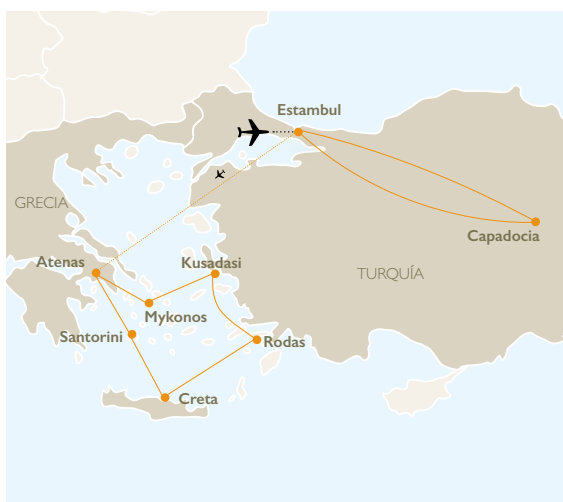 Estambul
GRECIA
Capadocia
Atenas
Kusadasi
TURQUÍA
Mykonos
Santorini
Rodas
Creta